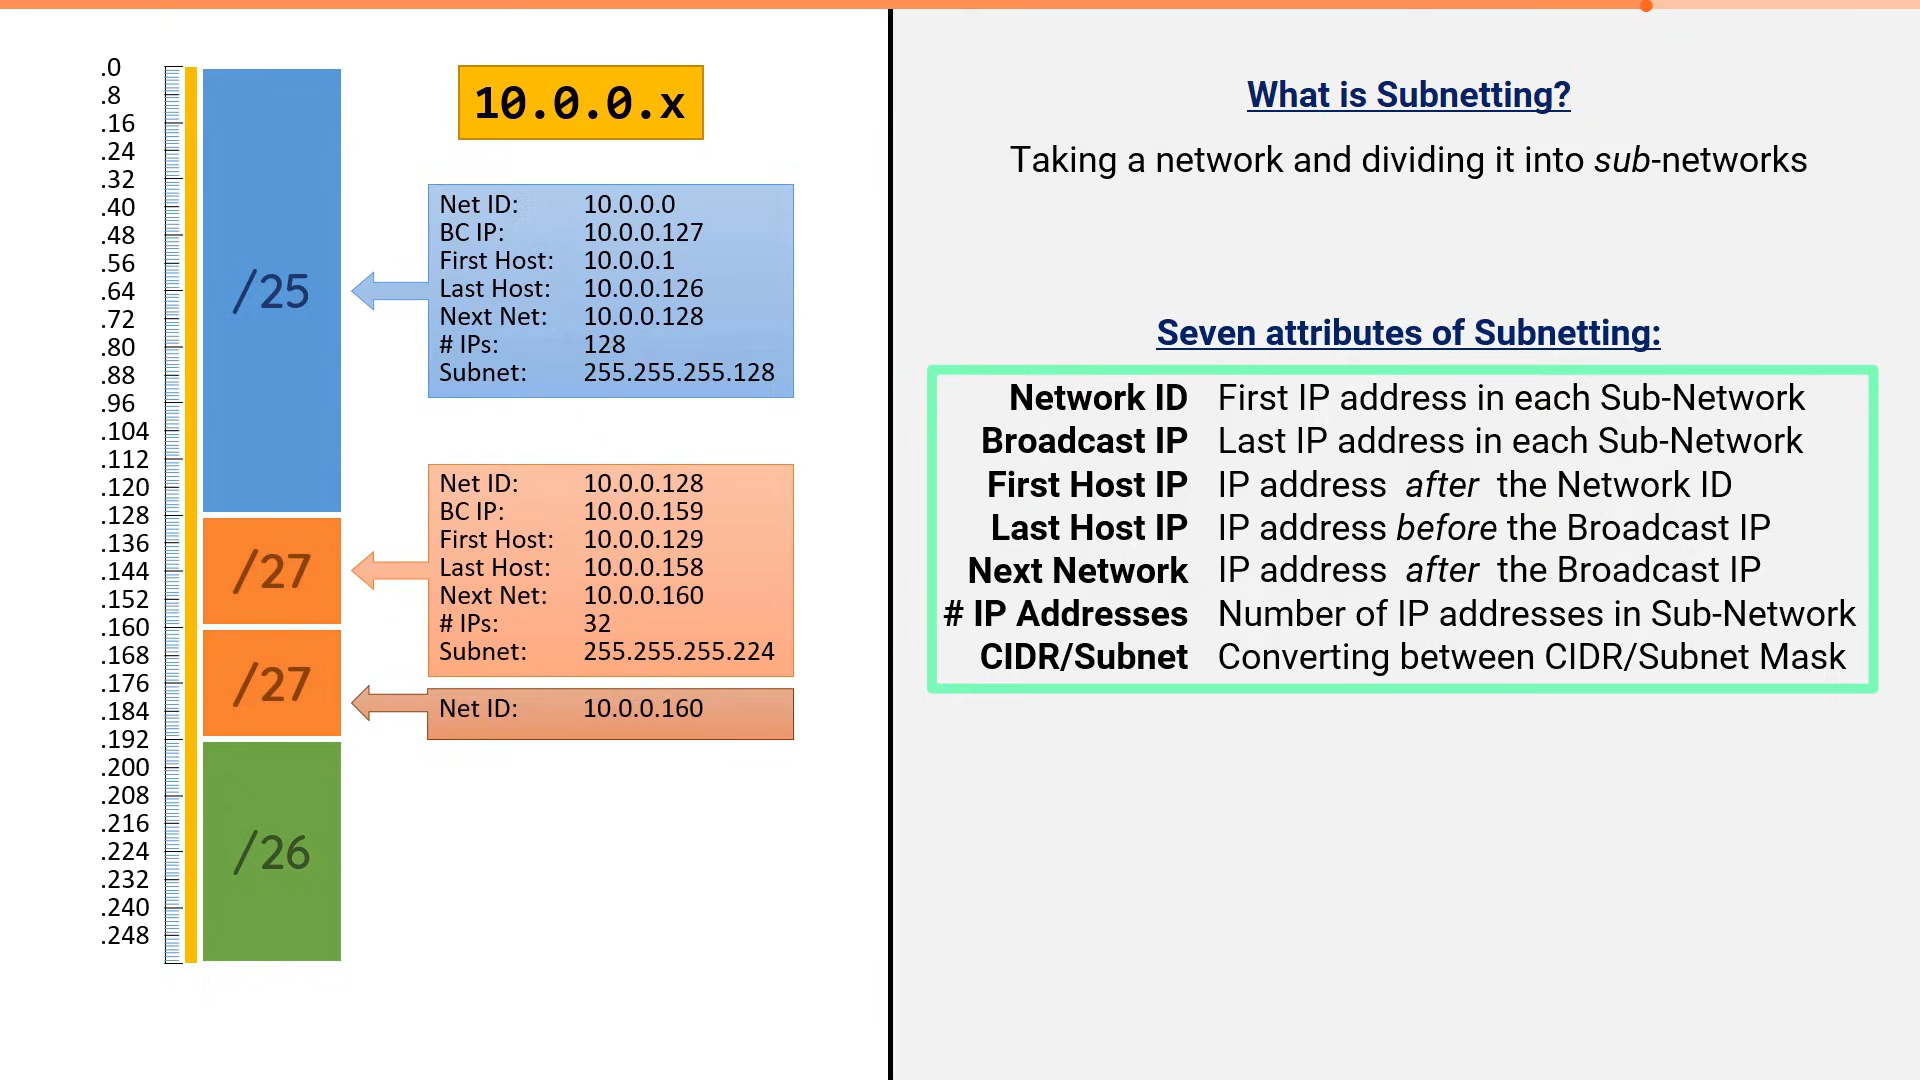 .0
.8
.16
.24
.32
.40
.48
.56
.64
.72
.80
.88
.96
.104
.112
.120
.128
.136
.144
.152
.160
.168
.176
.184
.192
.200
.208
.216
.224
.232
.240
.248
/25
/27
/27
/26
10.0.0.x
Net ID: 10.0.0.0
BC IP: 10.0.0.127
First Host: 10.0.0.1
Last Host: 10.0.0.126
Next Net: 10.0.0.128
# IPs: 128
Subnet: 255.255.255.128
Net ID: 10.0.0.128
BC IP: 10.0.0.159
First Host: 10.0.0.129
Last Host: 10.0.0.158
Next Net: 10.0.0.160
# IPs: 32
Subnet: 255.255.255.224
Net ID: 10.0.0.160
What is Subnetting?
Taking a network and dividing it into sub-networks
Seven attributes of Subnetting:
Network ID First IP address in each Sub-Network
Broadcast IP Last IP address in each Sub-Network
First Host IP IP address after the Network ID
Last Host IP IP address before the Broadcast IP
Next Network IP address after the Broadcast IP
# IP Addresses Number of IP addresses in Sub-Network
CIDR/Subnet Converting between CIDR/Subnet Mask